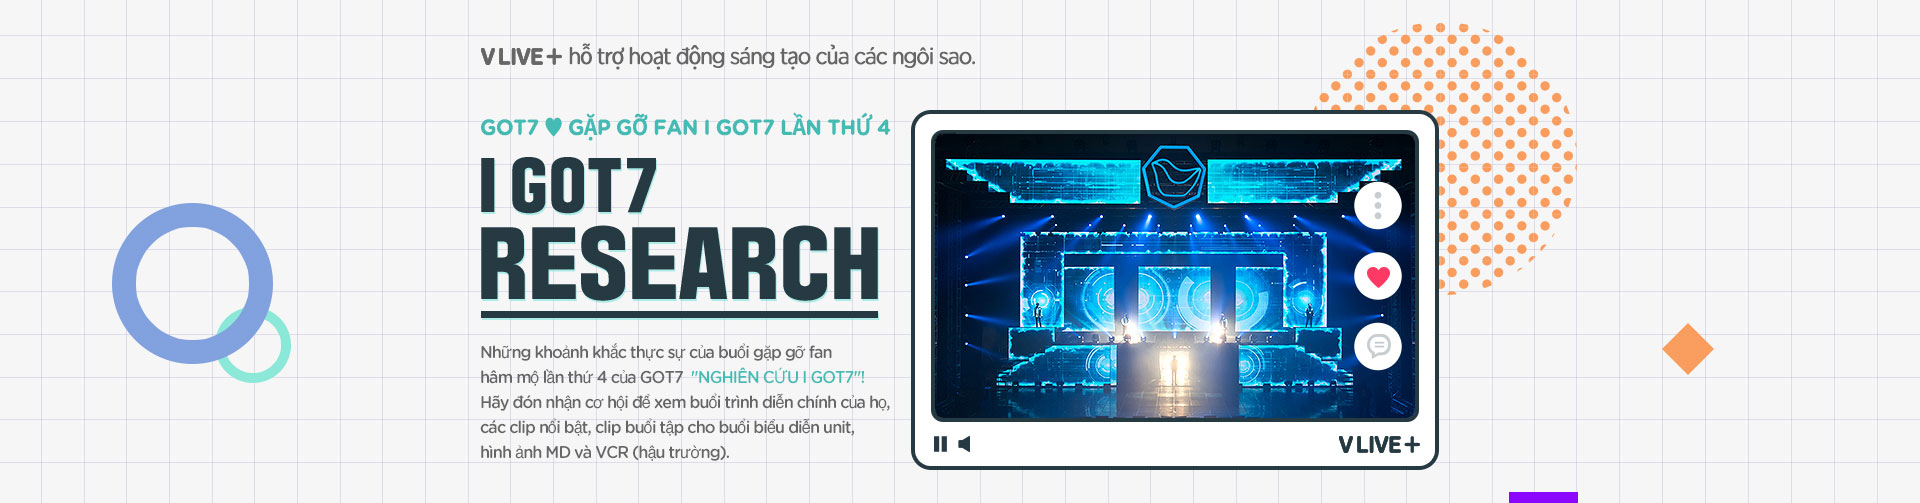 V LIVE+ hỗ trợ hoạt động sáng tạo của các ngôi sao.
GOT7 ♥ GẶP GỠ FAN I GOT7 LẦN THỨ 4
I GOT7
RESEARCH
Những khoảnh khắc thực sự của buổi gặp gỡ fan
hâm mộ lần thứ 4 của GOT7 "NGHIÊN CỨU I GOT7"!
Hãy đón nhận cơ hội để xem buổi trình diễn chính của họ,
các clip nổi bật, clip buổi tập cho buổi biểu diễn unit,
hình ảnh MD và VCR (hậu trường).
V LIVE+